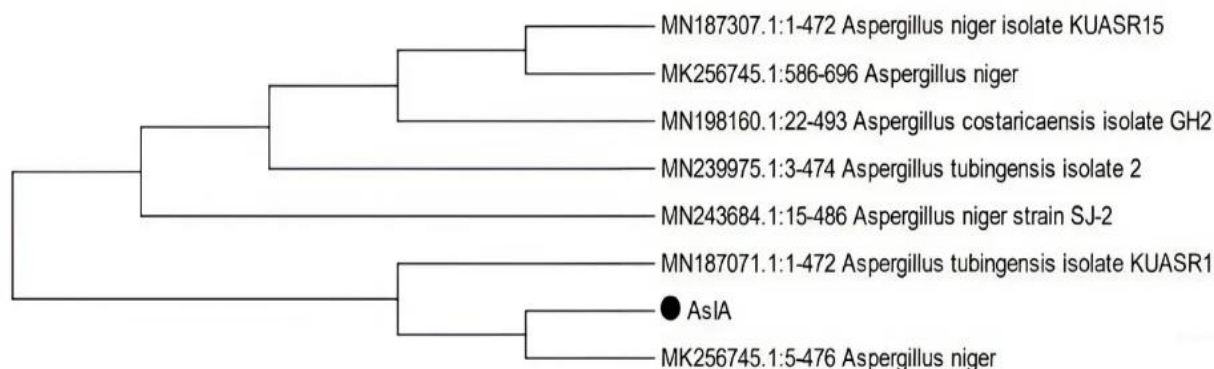 MN187307.1:1-472 Aspergillus niger isolate KUASR15
MK256745.1:586-696 Aspergillus niger
MN198160.1:22-493 Aspergillus costaricaensis isolate GH2
MN239975.1:3-474 Aspergillus tubingensis isolate 2
MN243684.1:15-486 Aspergillus niger strain SJ-2
MN187071.1:1-472 Aspergillus tubingensis isolate KUASR1
AsIA
MK256745.1:5-476 Aspergillus niger